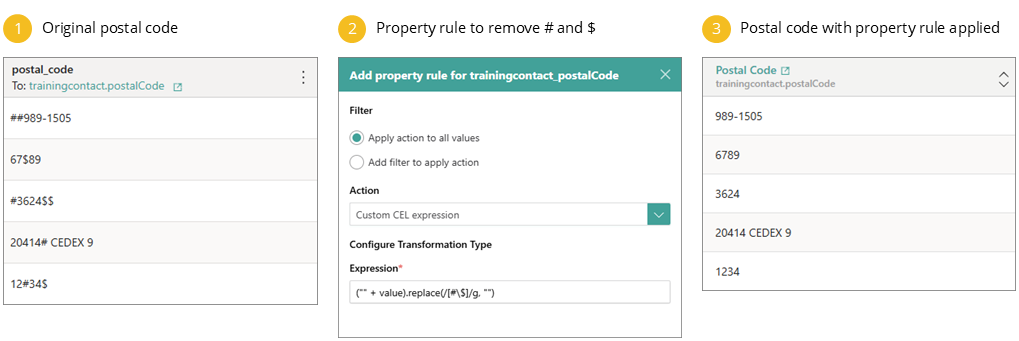 1 Original postal code
postal_code
To: trainingcontact.postalCode
##989-1505
67$89
#3624$$
20414# CEDEX 9
12#34$
2 Property rule to remove # and $
Add property rule for trainingcontact_postalCode
Filter
Apply action to all values
Add filter to apply action
Action
Custom CEL expression
Configure Transformation Type
Expression*
("" + value).replace(/[#\$]/g, "")
3 Postal code with property rule applied
Postal Code
trainingcontact.postalCode
989-1505
6789
3624
20414 CEDEX 9
1234